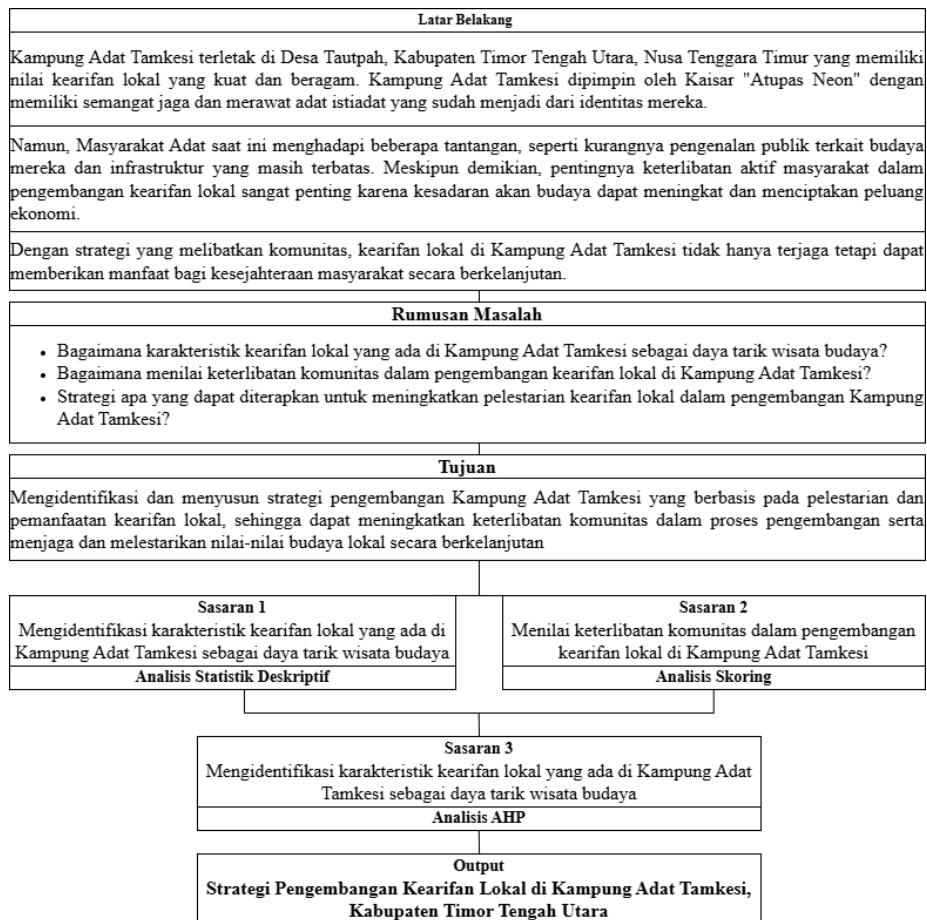 Latar Belakang
Kampung Adat Tamkesi terletak di Desa Tautpah, Kabupaten Timor Tengah Utara, Nusa Tenggara Timur yang memiliki
nilai kearifan lokal yang kuat dan beragam. Kampung Adat Tamkesi dipimpin oleh Kaisar "Atupas Neon" dengan
memiliki semangat jaga dan merawat adat istiadat yang sudah menjadi dari identitas mereka.
Namun, Masyarakat Adat saat ini menghadapi beberapa tantangan, seperti kurangnya pengenalan publik terkait budaya
mereka dan infrastruktur yang masih terbatas. Meskipun demikian, pentingnya keterlibatan aktif masyarakat dalam
pengembangan kearifan lokal sangat penting karena kesadaran akan budaya dapat meningkat dan menciptakan peluang
ekonomi.
Dengan strategi yang melibatkan komunitas, kearifan lokal di Kampung Adat Tamkesi tidak hanya terjaga tetapi dapat
memberikan manfaat bagi kesejahteraan masyarakat secara berkelanjutan.
Rumusan Masalah
• Bagaimana karakteristik kearifan lokal yang ada di Kampung Adat Tamkesi sebagai daya tarik wisata budaya?
• Bagaimana menilai keterlibatan komunitas dalam pengembangan kearifan lokal di Kampung Adat Tamkesi?
• Strategi apa yang dapat diterapkan untuk meningkatkan pelestarian kearifan lokal dalam pengembangan Kampung
Adat Tamkesi?
Tujuan
Mengidentifikasi dan menyusun strategi pengembangan Kampung Adat Tamkesi yang berbasis pada pelestarian dan
pemanfaatan kearifan lokal, sehingga dapat meningkatkan keterlibatan komunitas dalam proses pengembangan serta
menjaga dan melestarikan nilai-nilai budaya lokal secara berkelanjutan
Sasaran 1
Mengidentifikasi karakteristik kearifan lokal yang ada di
Kampung Adat Tamkesi sebagai daya tarik wisata budaya
Analisis Statistik Deskriptif
Sasaran 2
Menilai keterlibatan komunitas dalam pengembangan
kearifan lokal di Kampung Adat Tamkesi
Analisis Skoring
Sasaran 3
Mengidentifikasi karakteristik kearifan lokal yang ada di Kampung Adat
Tamkesi sebagai daya tarik wisata budaya
Analisis AHP
Output
Strategi Pengembangan Kearifan Lokal di Kampung Adat Tamkesi,
Kabupaten Timor Tengah Utara